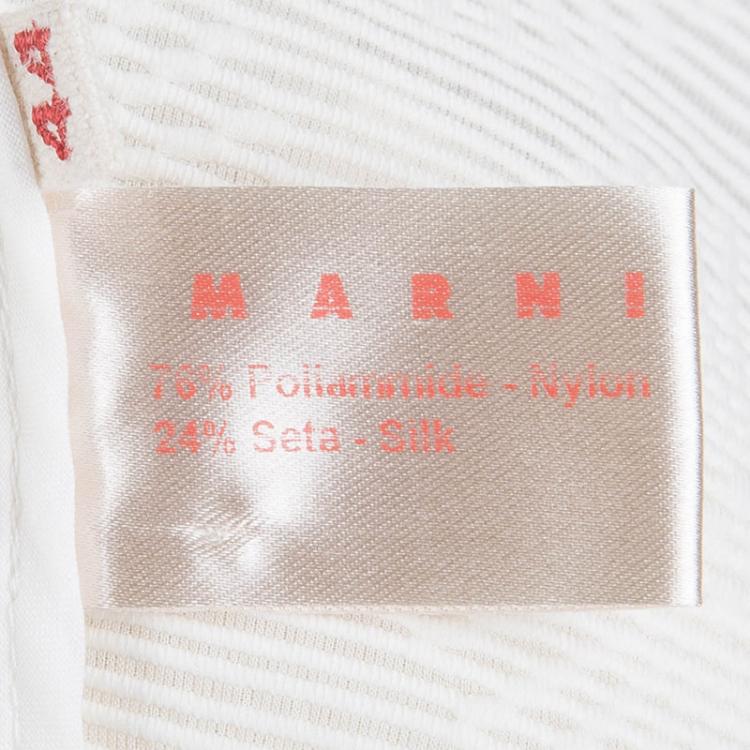 MARNI
76% Poliammide - Nylon
24% Seta - Silk